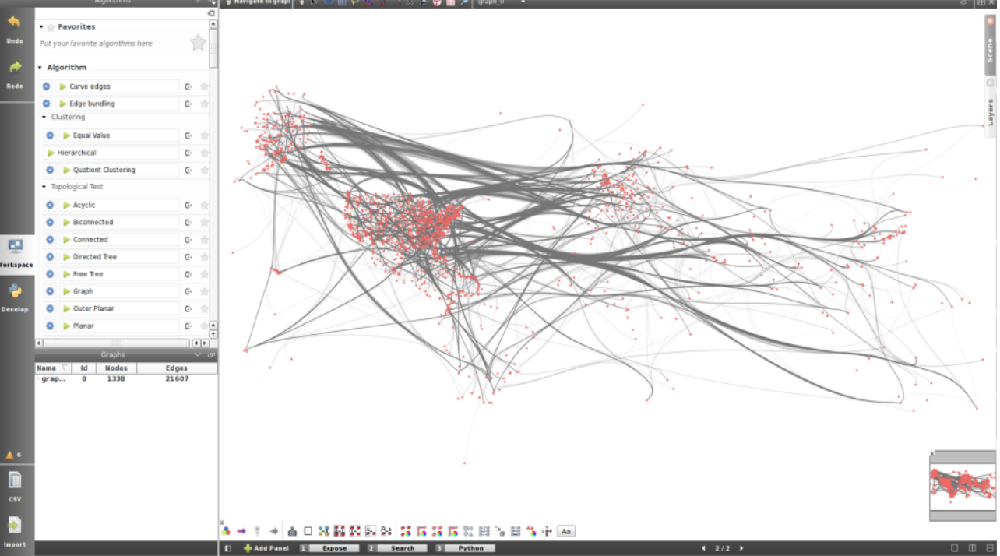 Algorithms
Navigate in graph
graph_0
Undo
Redo
Workspace
Develop
6
CSV
Import
Favorites
Put your favorite algorithms here
Algorithm
Curve edges
Edge bundling
Clustering
Equal Value
Hierarchical
Quotient Clustering
Topological Test
Acyclic
Biconnected
Connected
Directed Tree
Free Tree
Graph
Outer Planar
Planar
Graphs
Name Id Nodes Edges
grap... 0 1338 21607
Scene
Layers
Aa
Add Panel 1 Expose 2 Search 3 Python 2 / 2